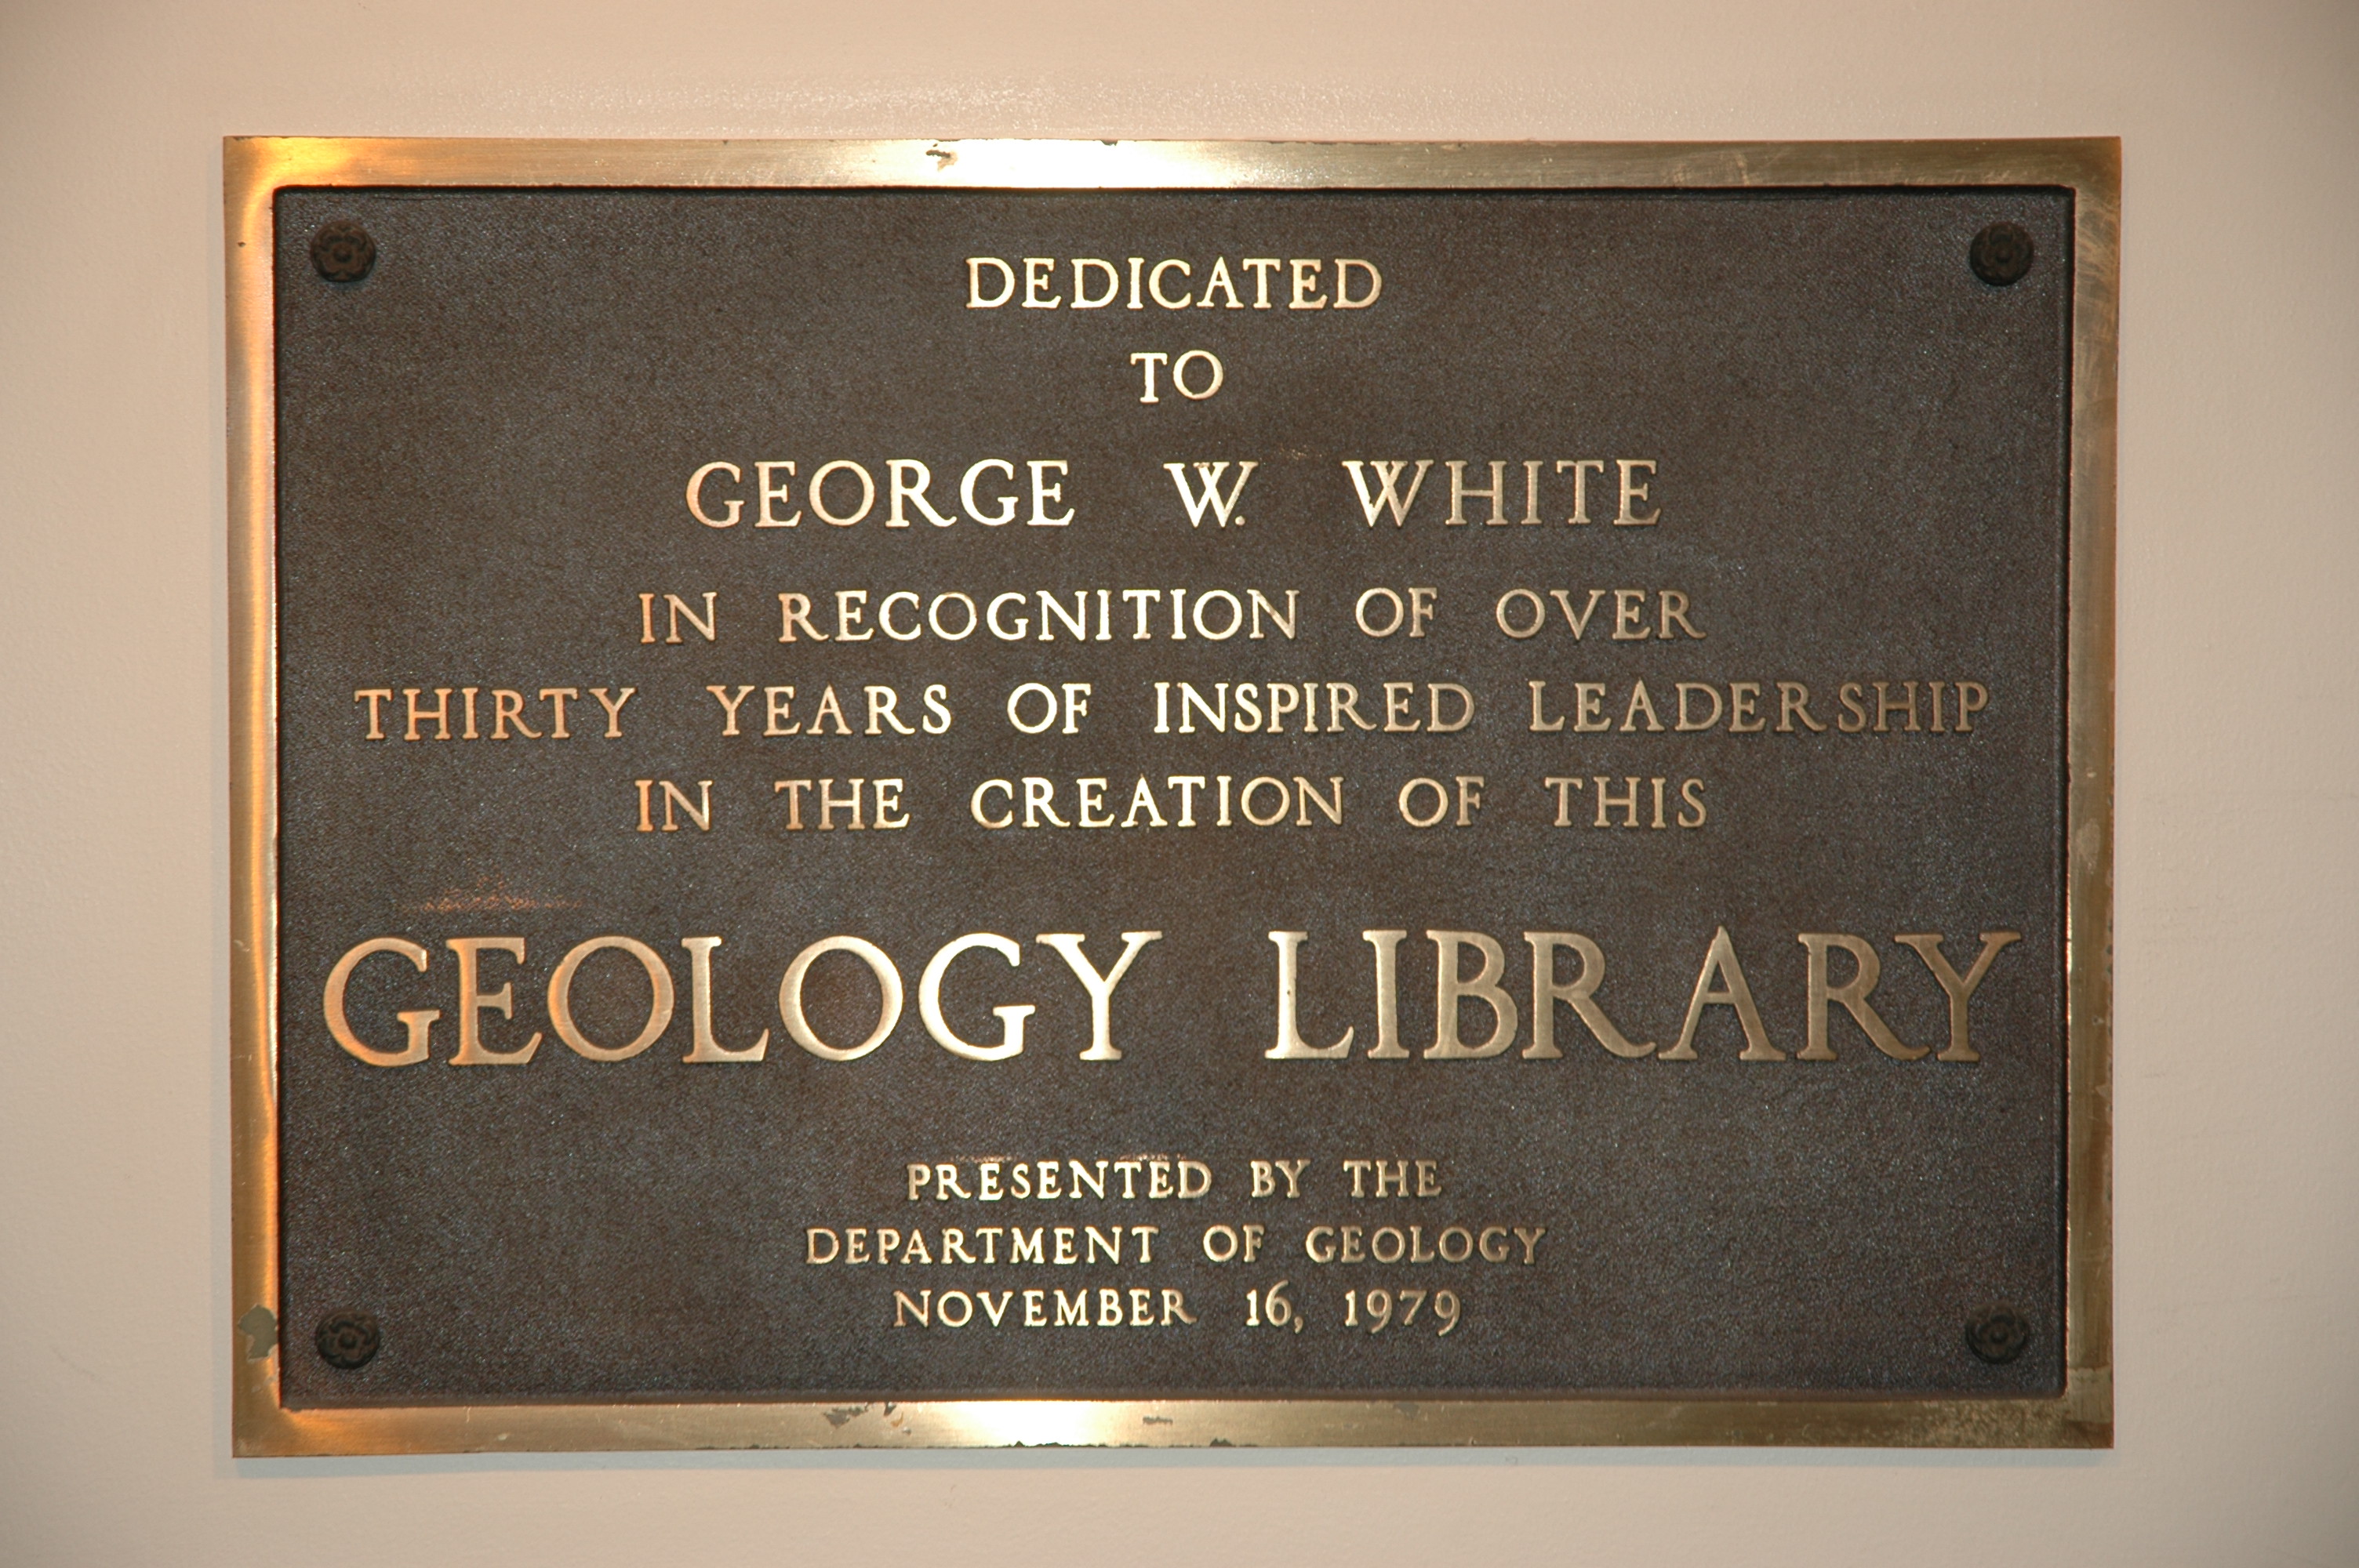 DEDICATED
TO
GEORGE W. WHITE
IN RECOGNITION OF OVER
THIRTY YEARS OF INSPIRED LEADERSHIP
IN THE CREATION OF THIS
GEOLOGY LIBRARY
PRESENTED BY THE
DEPARTMENT OF GEOLOGY
NOVEMBER 16, 1979